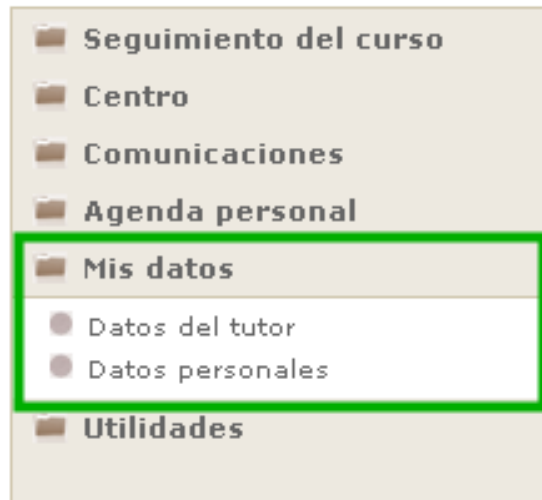 Seguimiento del curso
Centro
Comunicaciones
Agenda personal
Mis datos
Datos del tutor
Datos personales
Utilidades